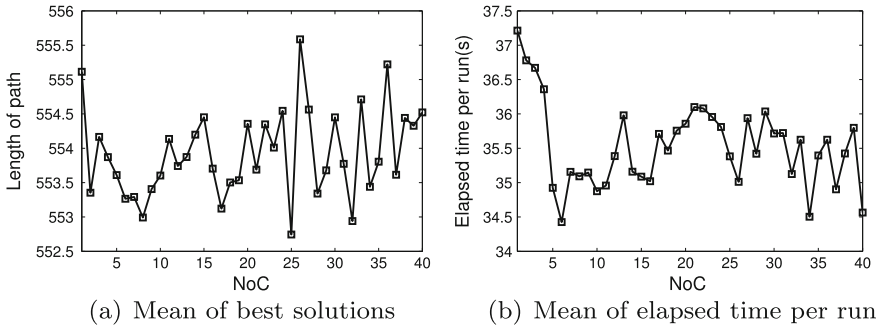 556
555.5
555
554.5
554
553.5
553
552.5
Length of path
5 10 15 20 25 30 35 40
NoC
(a) Mean of best solutions
37.5
37
36.5
36
35.5
35
34.5
34
Elapsed time per run(s)
5 10 15 20 25 30 35 40
NoC
(b) Mean of elapsed time per run